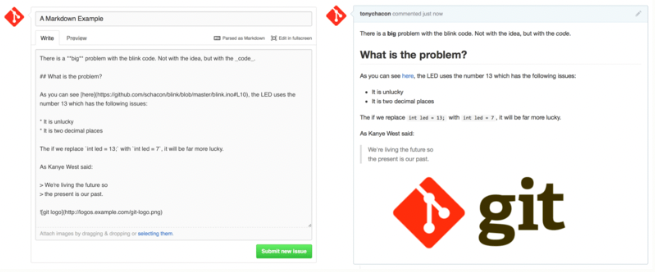 A Markdown Example
Write Preview Parsed as Markdown Edit in fullscreen
There is a **big** problem with the blink code. Not with the idea, but with the _code_.
## What is the problem?
As you can see [here](https://github.com/schacon/blink/blob/master/blink.ino#L10), the LED uses the
number 13 which has the following issues:
* It is unlucky
* It is two decimal places
The if we replace `int led = 13;` with `int led = 7`, it will be far more lucky.
As Kanye West said:
> We're living the future so
> the present is our past.
![git logo](http://logos.example.com/git-logo.png)
Attach images by dragging & dropping or selecting them.
Submit new issue
tonychacon commented just now
There is a big problem with the blink code. Not with the idea, but with the code.
What is the problem?
As you can see here, the LED uses the number 13 which has the following issues:
• It is unlucky
• It is two decimal places
The if we replace int led = 13; with int led = 7, it will be far more lucky.
As Kanye West said:
We're living the future so
the present is our past.
git